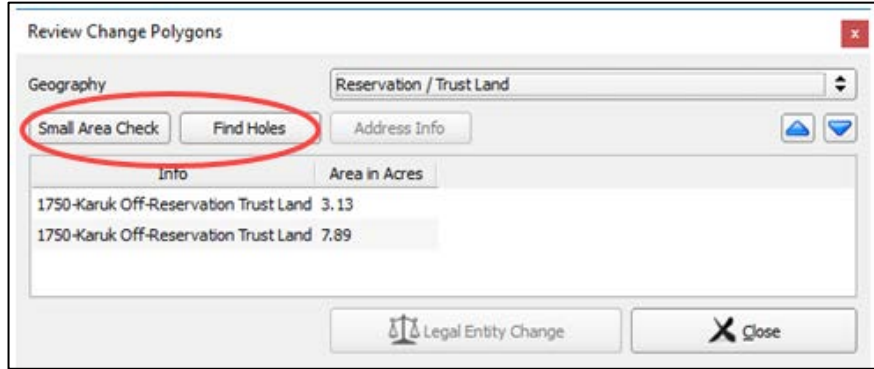 Review Change Polygons
x
Geography Reservation / Trust Land
Small Area Check Find Holes Address Info
Info Area in Acres
1750-Karuk Off-Reservation Trust Land 3.13
1750-Karuk Off-Reservation Trust Land 7.89
Legal Entity Change Close